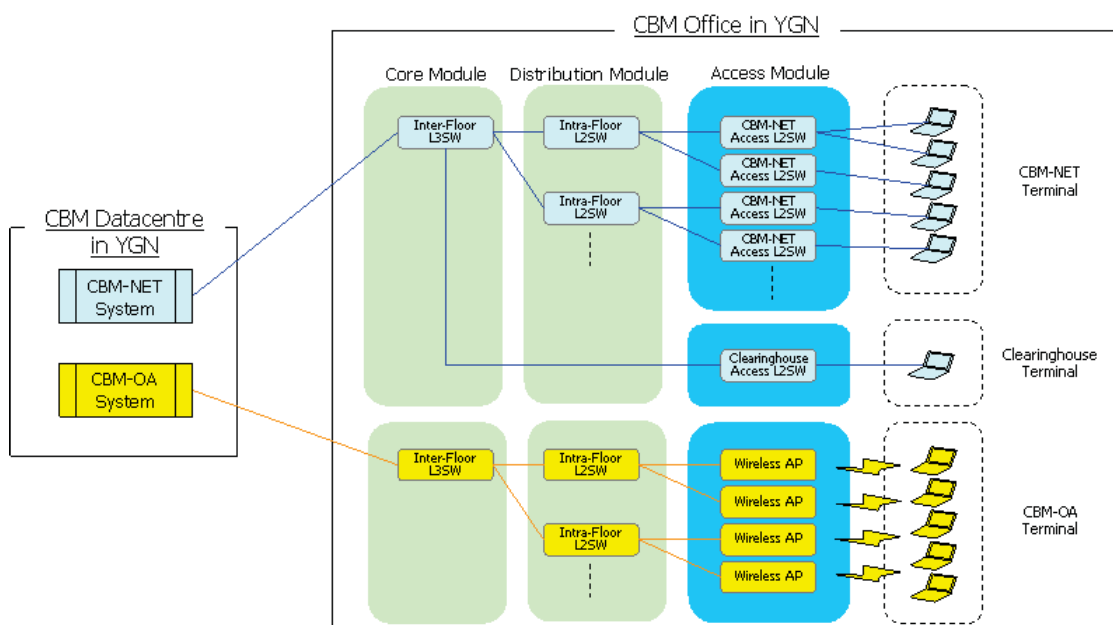 CBM Office in YGN
Core Module
Distribution Module
Access Module
Inter-Floor
L3SW
Intra-Floor
L2SW
CBM-NET
Access L2SW
CBM-NET
Access L2SW
Intra-Floor
L2SW
CBM-NET
Access L2SW
CBM-NET
Access L2SW
CBM-NET
Terminal
CBM Datacentre
in YGN
CBM-NET
System
CBM-OA
System
Clearinghouse
Access L2SW
Clearinghouse
Terminal
Inter-Floor
L3SW
Intra-Floor
L2SW
Wireless AP
Wireless AP
Intra-Floor
L2SW
Wireless AP
Wireless AP
CBM-OA
Terminal